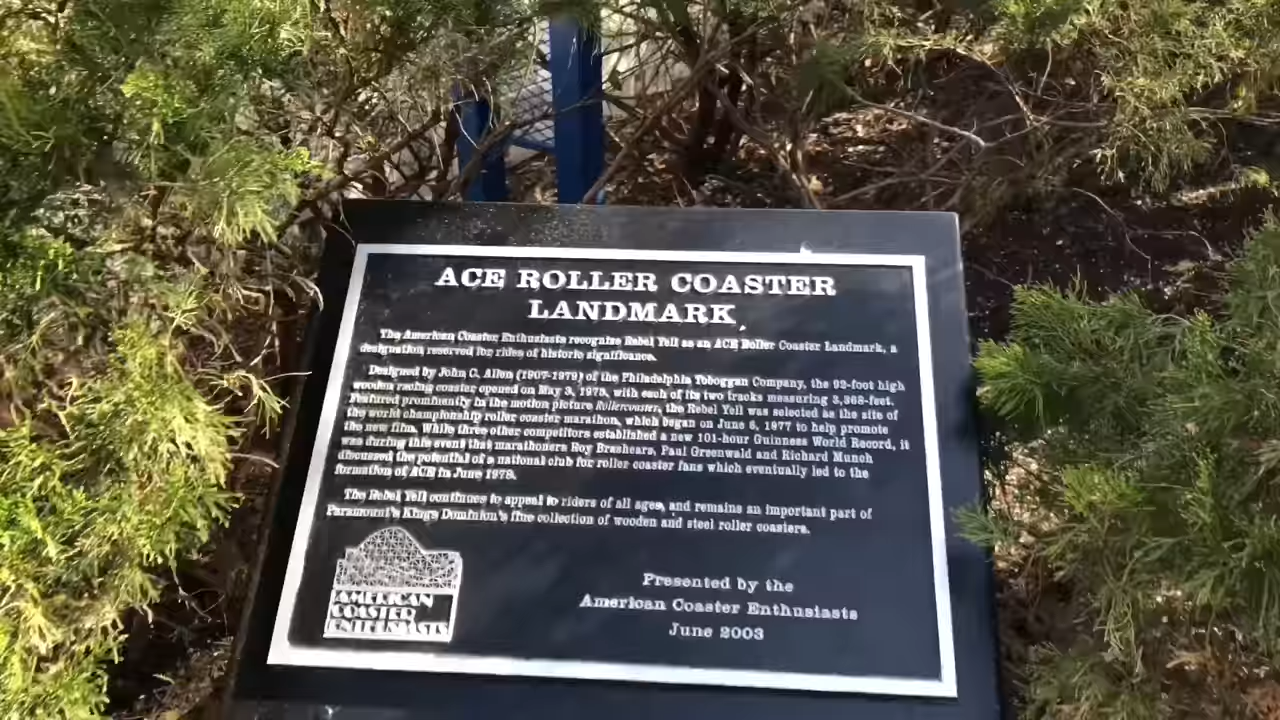 ACE ROLLER COASTER
LANDMARK
The American Coaster Enthusiasts recognize Rebel Yell as an ACE Roller Coaster Landmark, a
designation reserved for rides of historic significance.
Designed by John C. Allen (1907-1979) of the Philadelphia Toboggan Company, the 92-foot high
wooden racing coaster opened on May 3, 1975, with each of its two tracks measuring 3,368-feet.
Featured prominently in the motion picture Rollercoaster, the Rebel Yell was selected as the site of
the world championship roller coaster marathon, which began on June 6, 1977 to help promote
the new film. While three other competitors established a new 101-hour Guinness World Record, it
was during this event that marathoners Roy Brashears, Paul Greenwald and Richard Munch
discussed the potential of a national club for roller coaster fans which eventually led to the
formation of ACE in June 1978.
The Rebel Yell continues to appeal to riders of all ages, and remains an important part of
Paramount's Kings Dominion's fine collection of wooden and steel roller coasters.
AMERICAN
COASTER
ENTHUSIASTS
Presented by the
American Coaster Enthusiasts
June 2003